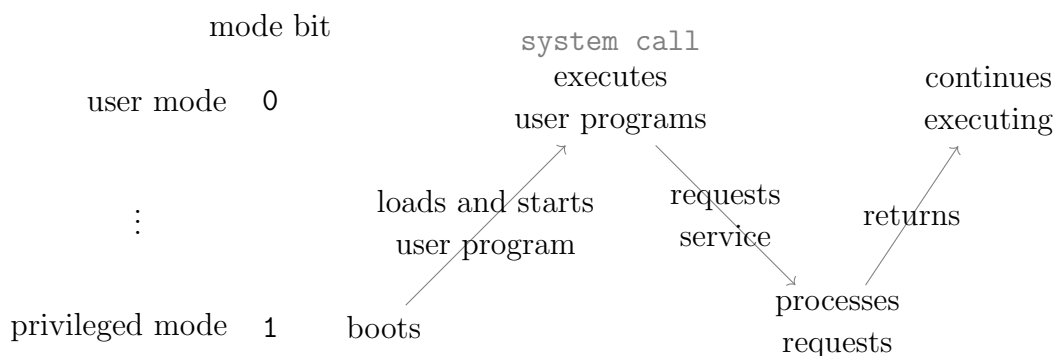 mode bit
system call
user mode 0
executes
user programs
continues
executing
⋮
loads and starts
user program
requests
service
returns
privileged mode 1
boots
processes
requests